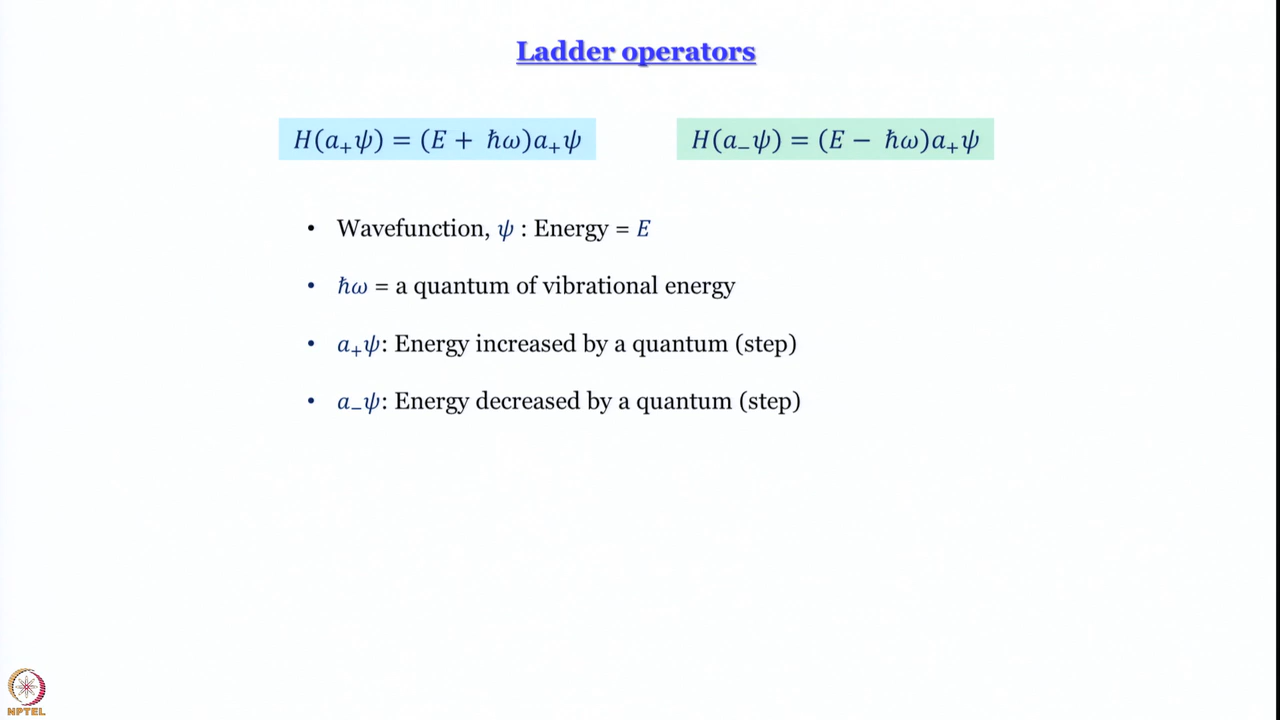 Ladder operators
H(a₊ψ) = (E + ħω)a₊ψ
H(a₋ψ) = (E − ħω)a₊ψ
• Wavefunction, ψ : Energy = E
• ħω = a quantum of vibrational energy
• a₊ψ: Energy increased by a quantum (step)
• a₋ψ: Energy decreased by a quantum (step)
NPTEL